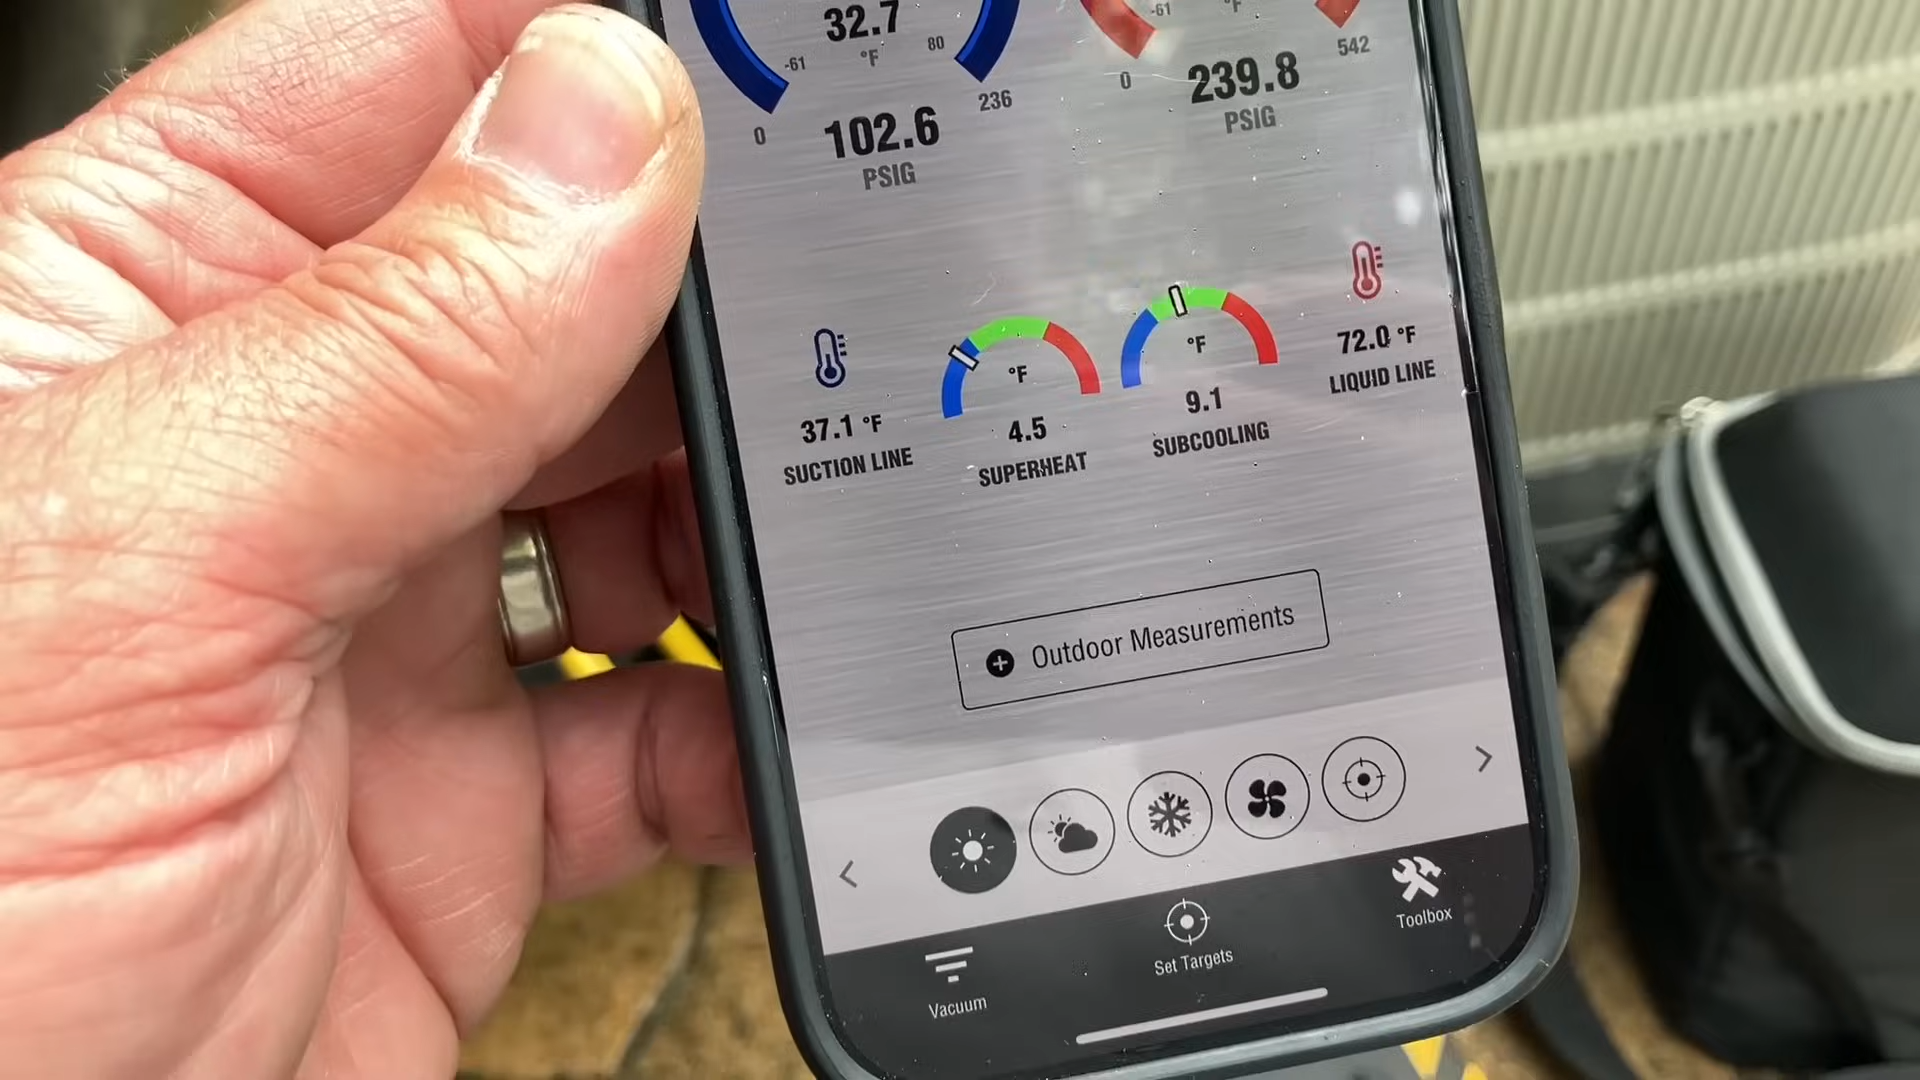 32.7
°F
-61
80
0
236
102.6
PSIG
-61
°F
0
542
239.8
PSIG
37.1 °F
SUCTION LINE
°F
4.5
SUPERHEAT
°F
9.1
SUBCOOLING
72.0 °F
LIQUID LINE
Outdoor Measurements
Vacuum
Set Targets
Toolbox